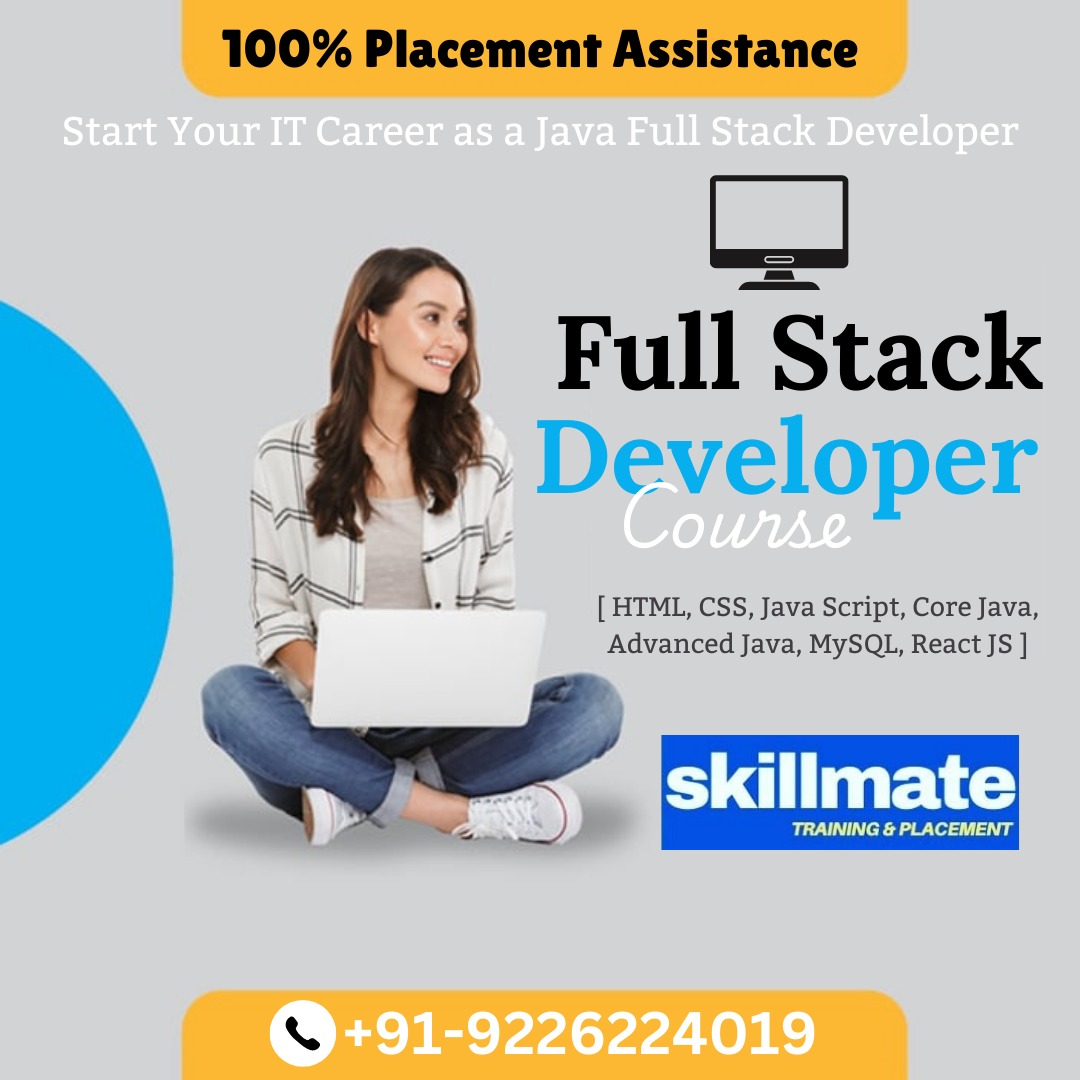 100% Placement Assistance
Start Your IT Career as a Java Full Stack Developer
Full Stack
Developer
Course
[ HTML, CSS, Java Script, Core Java,
Advanced Java, MySQL, React JS ]
skillmate
TRAINING & PLACEMENT
+91-9226224019